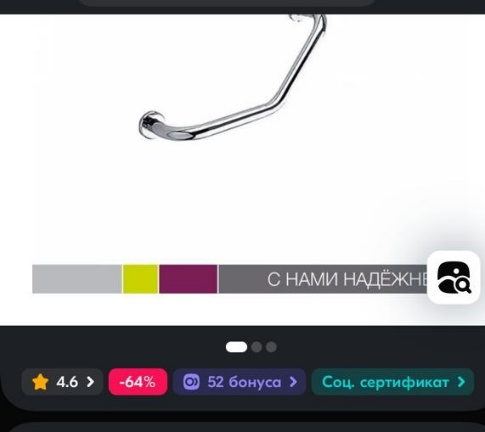 С НАМИ НАДЁЖНЕ
4.6
-64%
52 бонуса
Соц. сертификат